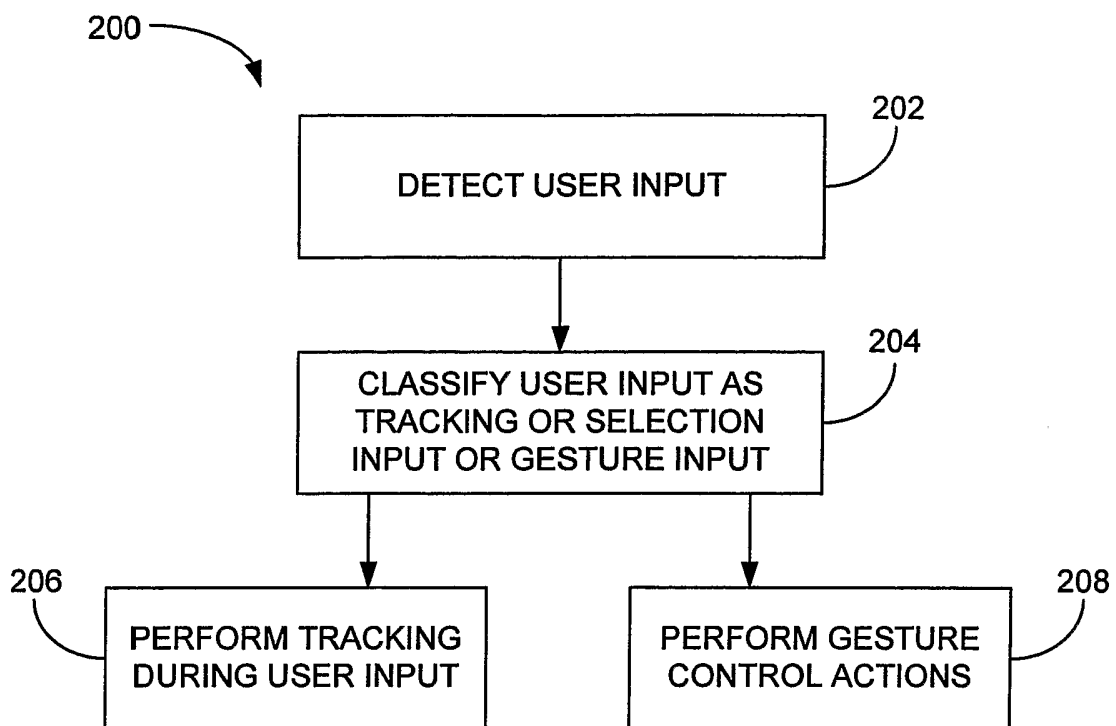 200
202
DETECT USER INPUT
204
CLASSIFY USER INPUT AS
TRACKING OR SELECTION
INPUT OR GESTURE INPUT
206
PERFORM TRACKING
DURING USER INPUT
208
PERFORM GESTURE
CONTROL ACTIONS